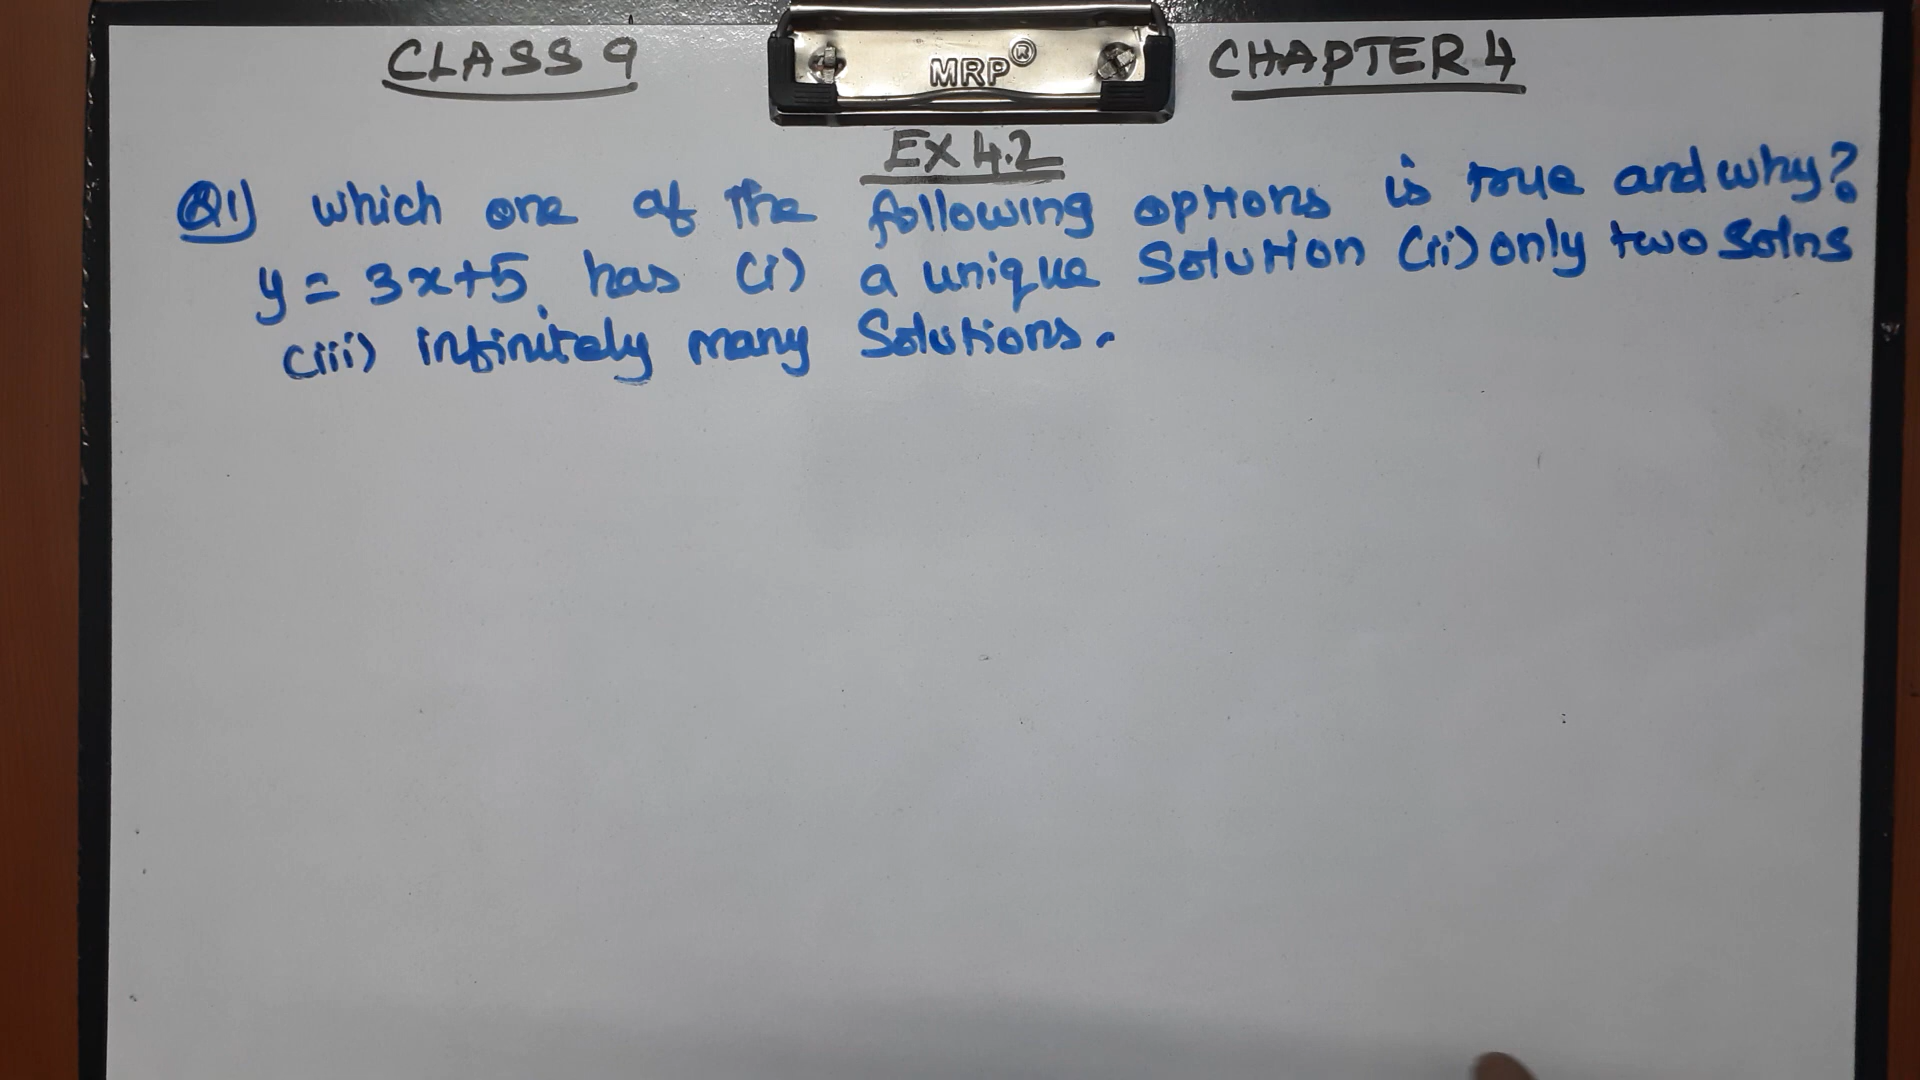 CLASS 9
MRP®
CHAPTER 4
EX 4.2
Q1) which one of the following options is true and why?
y = 3x+5, has (i) a unique Solution (ii) only two Solns
(iii) infinitely many Solutions.